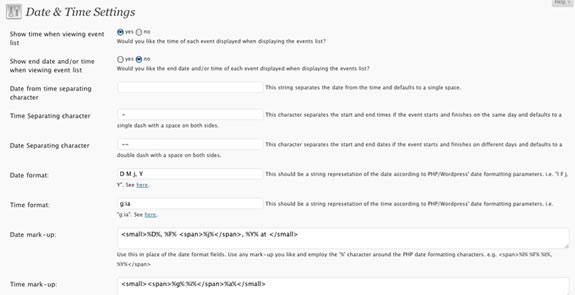 Help
Date & Time Settings
Show time when viewing event list
yes no
Would you like the time of each event displayed when displaying the events list?
Show end date and/or time when viewing event list
yes no
Would you like the end date and/or time of each event displayed when displaying the events list?
Date from time separating character
This string separates the date from the time and defaults to a single space.
Time Separating character
-
This character separates the start and end times if the event starts and finishes on the same day and defaults to a
single dash with a space on both sides.
Date Separating character
--
This character separates the start and end dates if the event starts and finishes on different days and defaults to a
double dash with a space on both sides.
Date format:
D M j, Y
This should be a string represetation of the date according to PHP/Wordpress' date formatting parameters. i.e. "l F j,
Y". See here.
Time format:
g:ia
This should be a string represetation of the time according to PHP/Wordpress' date formatting parameters. i.e.
"g:ia". See here.
Date mark-up:
<small>%D%, %F% <span>%j%</span>, %Y% at </small>
Use this in place of the date format fields. Use any mark-up you like and employ the '%' character around the PHP date formatting characters. e.g. <span>%l% %F% %t%,
%Y%</span>
Time mark-up:
<small><span>%g%:%i%</span>%a%</small>